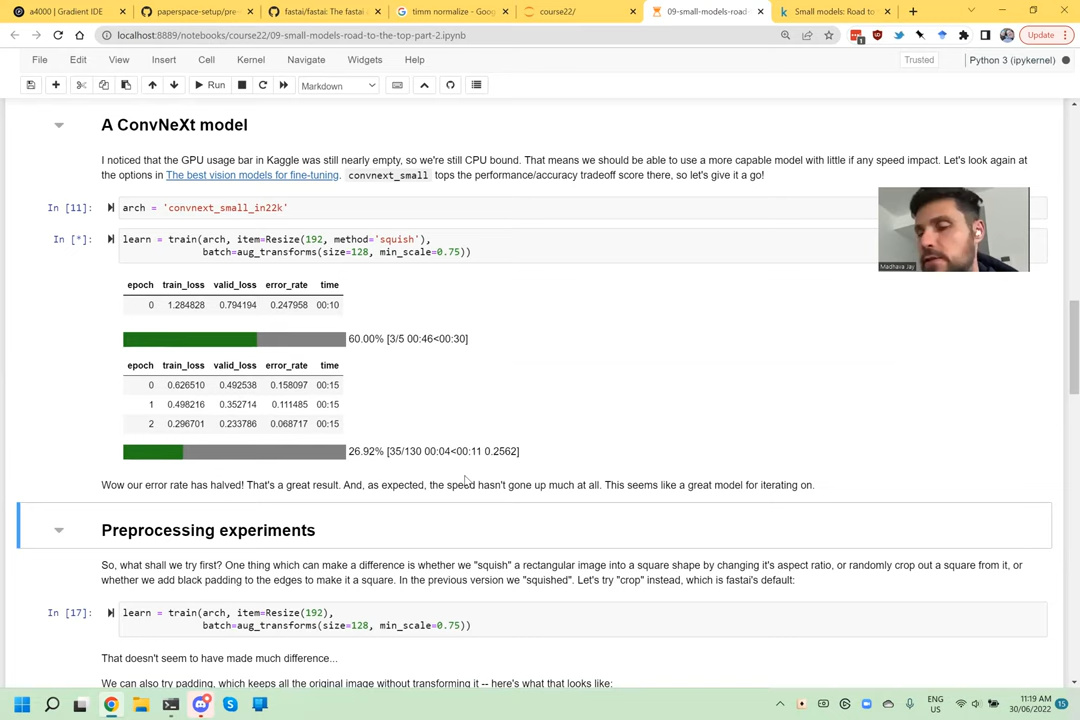 a4000 | Gradient IDE
paperspace-setup/pre-
fastai/fastai: The fastai
timm normalize - Goog
course22/
09-small-models-road-
Small models: Road to
localhost:8889/notebooks/course22/09-small-models-road-to-the-top-part-2.ipynb
Update
File Edit View Insert Cell Kernel Navigate Widgets Help
Trusted
Python 3 (ipykernel)
Run
Markdown
A ConvNeXt model
I noticed that the GPU usage bar in Kaggle was still nearly empty, so we're still CPU bound. That means we should be able to use a more capable model with little if any speed impact. Let's look again at
the options in The best vision models for fine-tuning. convnext_small tops the performance/accuracy tradeoff score there, so let's give it a go!
In [11]: arch = 'convnext_small_in22k'
In [*]: learn = train(arch, item=Resize(192, method='squish'),
batch=aug_transforms(size=128, min_scale=0.75))
epoch train_loss valid_loss error_rate time
0 1.284828 0.794194 0.247958 00:10
60.00% [3/5 00:46<00:30]
epoch train_loss valid_loss error_rate time
0 0.626510 0.492538 0.158097 00:15
1 0.498216 0.352714 0.111485 00:15
2 0.296701 0.233786 0.068717 00:15
26.92% [35/130 00:04<00:11 0.2562]
Wow our error rate has halved! That's a great result. And, as expected, the speed hasn't gone up much at all. This seems like a great model for iterating on.
Preprocessing experiments
So, what shall we try first? One thing which can make a difference is whether we "squish" a rectangular image into a square shape by changing it's aspect ratio, or randomly crop out a square from it, or
whether we add black padding to the edges to make it a square. In the previous version we "squished". Let's try "crop" instead, which is fastai's default:
In [17]: learn = train(arch, item=Resize(192),
batch=aug_transforms(size=128, min_scale=0.75))
That doesn't seem to have made much difference...
We can also try padding, which keeps all the original image without transforming it -- here's what that looks like:
Madhava Jay
ENG
US
11:19 AM
30/06/2022
15